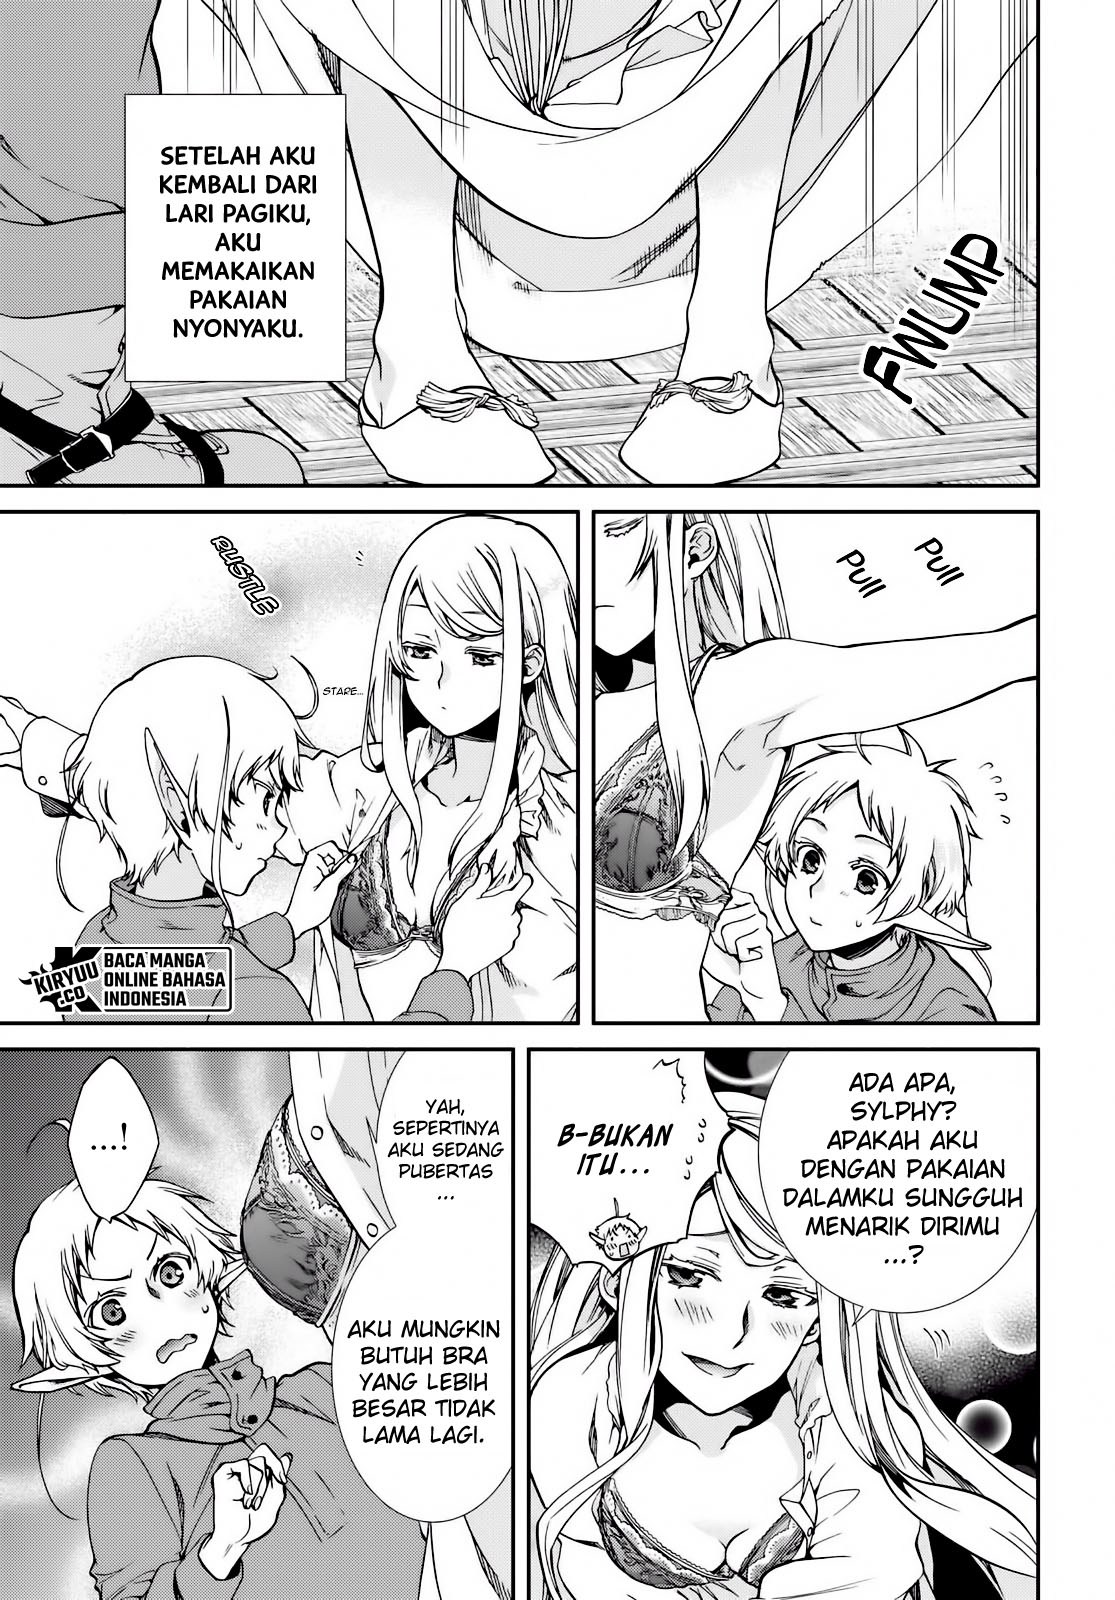 SETELAH AKU
KEMBALI DARI
LARI PAGIKU,
AKU
MEMAKAIKAN
PAKAIAN
NYONYAKU.
FWUMP
PULL
PULL
RUSTLE
STARE...
KIRYUU
.CO
BACA MANGA
ONLINE BAHASA
INDONESIA
ADA APA,
SYLPHY?
APAKAH AKU
DENGAN PAKAIAN
DALAMKU SUNGGUH
MENARIK DIRIMU
...?
B-BUKAN
ITU...
YAH,
SEPERTINYA
AKU SEDANG
PUBERTAS
...
AKU MUNGKIN
BUTUH BRA
YANG LEBIH
BESAR TIDAK
LAMA LAGI.
...!